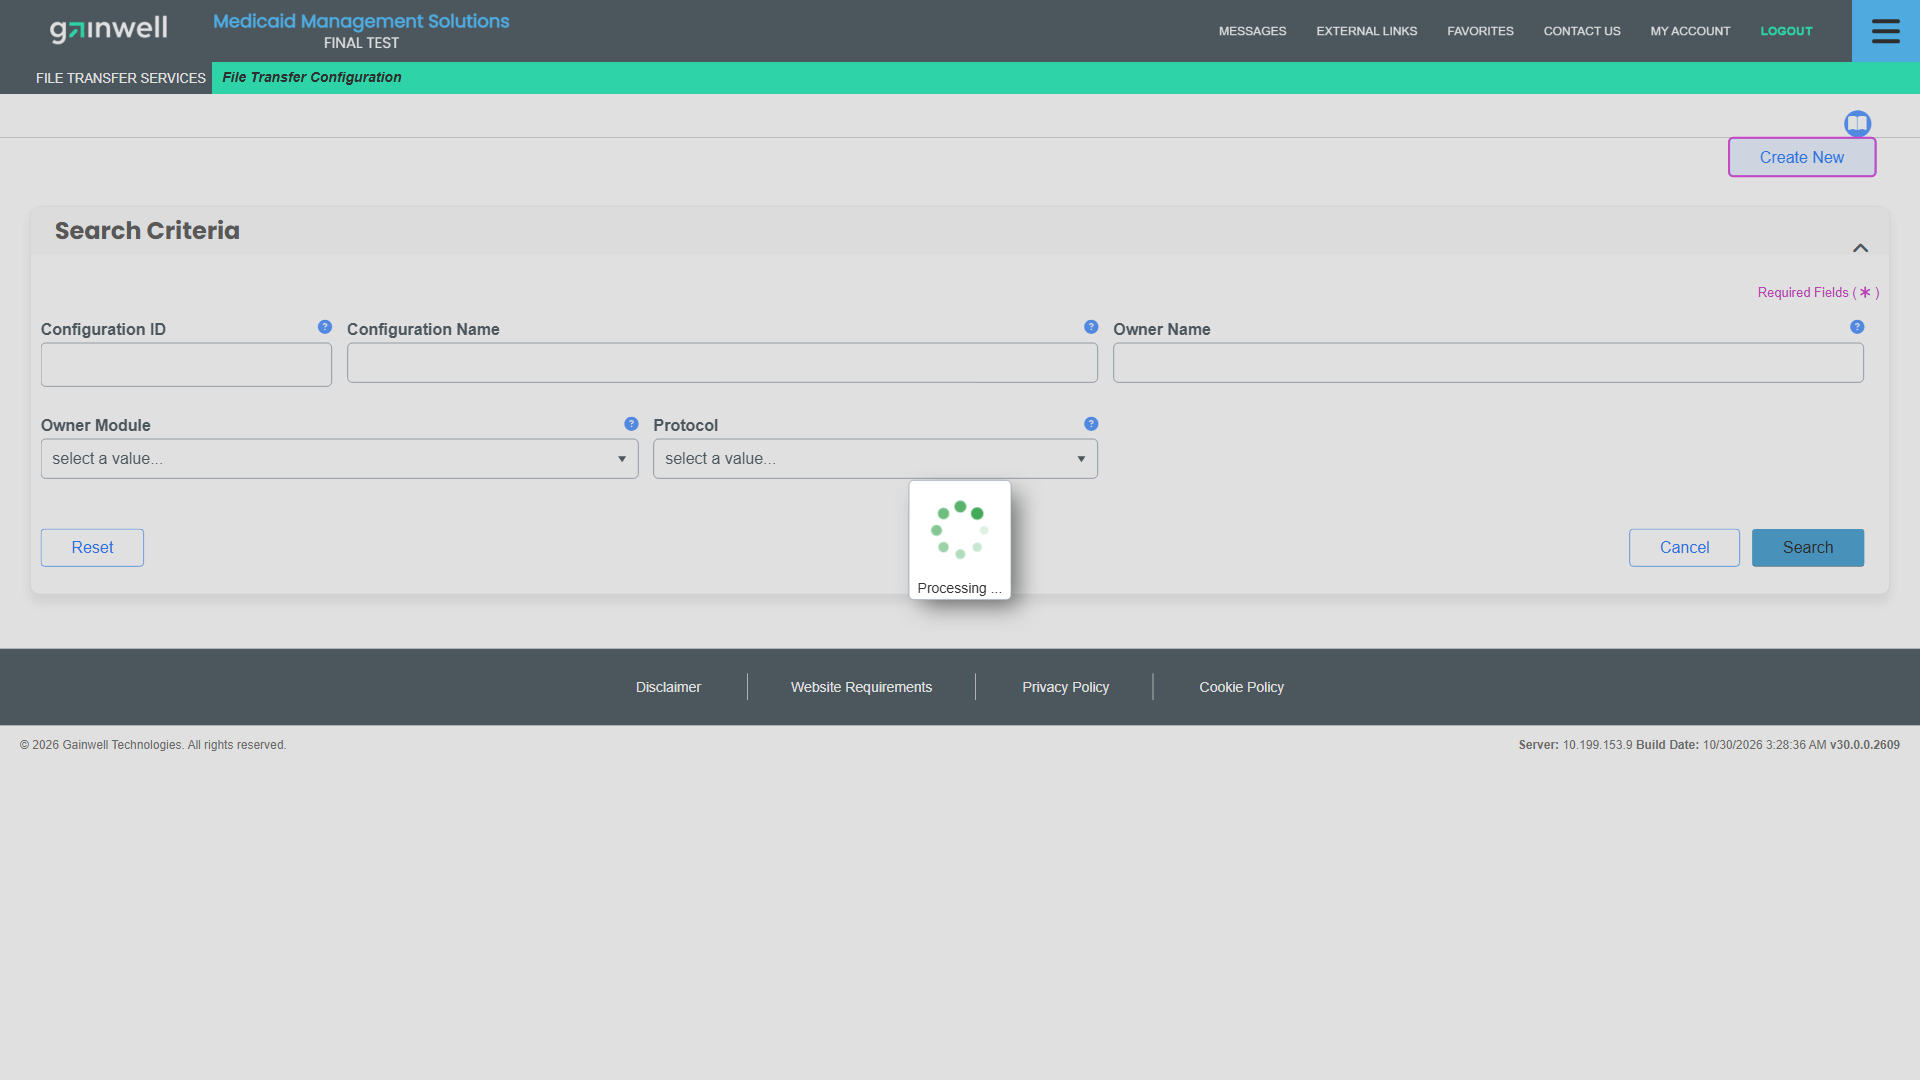 gainwell
Medicaid Management Solutions
FINAL TEST
MESSAGES
EXTERNAL LINKS
FAVORITES
CONTACT US
MY ACCOUNT
LOGOUT
FILE TRANSFER SERVICES
File Transfer Configuration
Create New
Search Criteria
Required Fields ( * )
Configuration ID
?
Configuration Name
?
Owner Name
?
Owner Module
?
Protocol
?
select a value...
select a value...
Reset
Cancel
Search
Processing ...
Disclaimer
Website Requirements
Privacy Policy
Cookie Policy
© 2026 Gainwell Technologies. All rights reserved.
Server: 10.199.153.9 Build Date: 10/30/2026 3:28:36 AM v30.0.0.2609